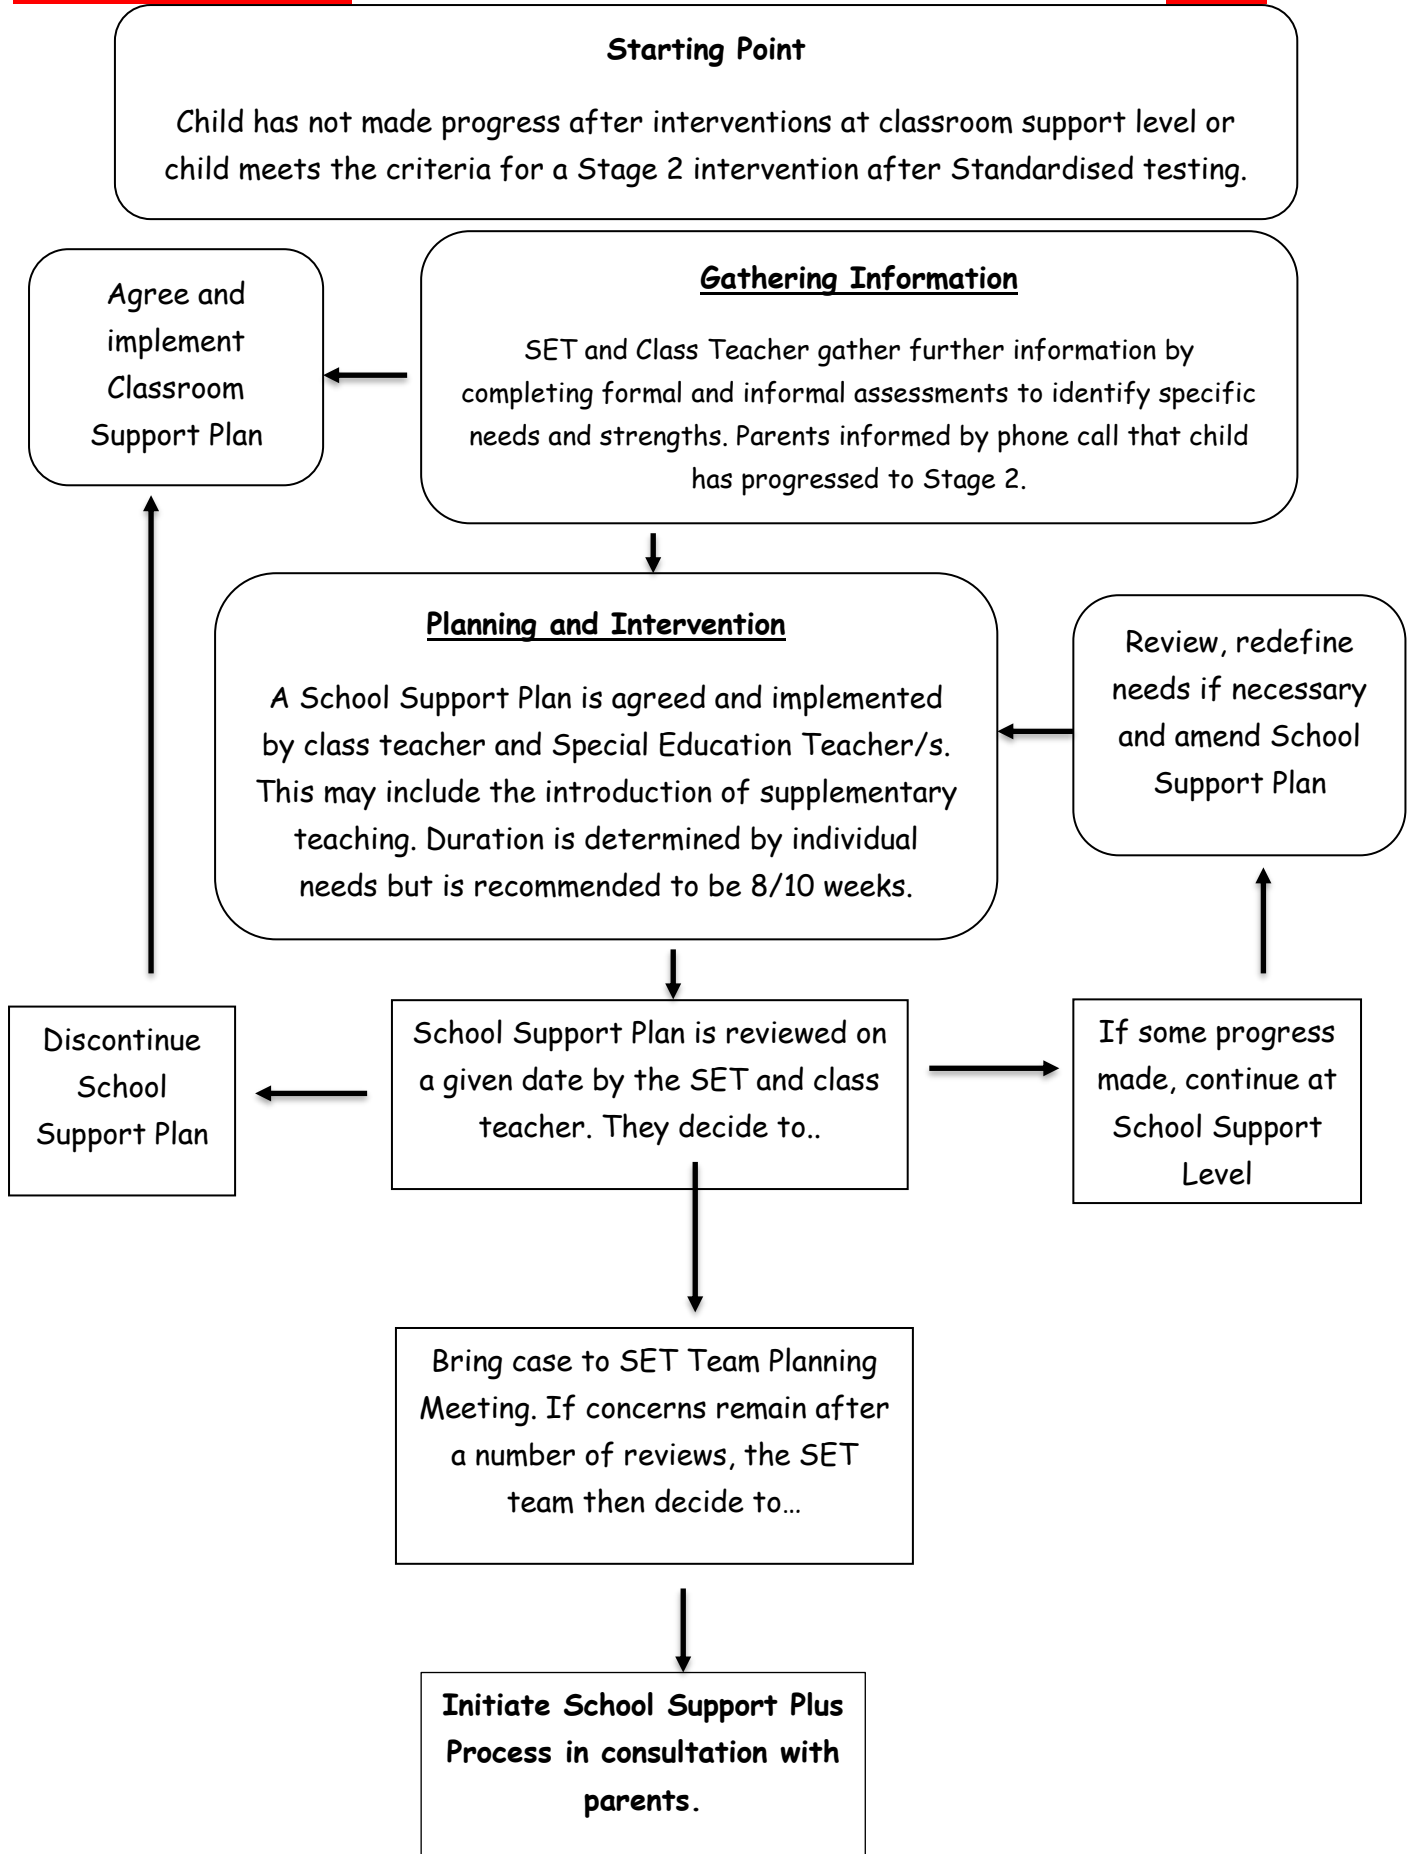 Starting Point
Child has not made progress after interventions at classroom support level or
child meets the criteria for a Stage 2 intervention after Standardised testing.
Agree and
implement
Classroom
Support Plan
Gathering Information
SET and Class Teacher gather further information by
completing formal and informal assessments to identify specific
needs and strengths. Parents informed by phone call that child
has progressed to Stage 2.
Planning and Intervention
A School Support Plan is agreed and implemented
by class teacher and Special Education Teacher/s.
This may include the introduction of supplementary
teaching. Duration is determined by individual
needs but is recommended to be 8/10 weeks.
Review, redefine
needs if necessary
and amend School
Support Plan
Discontinue
School
Support Plan
School Support Plan is reviewed on
a given date by the SET and class
teacher. They decide to..
If some progress
made, continue at
School Support
Level
Bring case to SET Team Planning
Meeting. If concerns remain after
a number of reviews, the SET
team then decide to…
Initiate School Support Plus
Process in consultation with
parents.